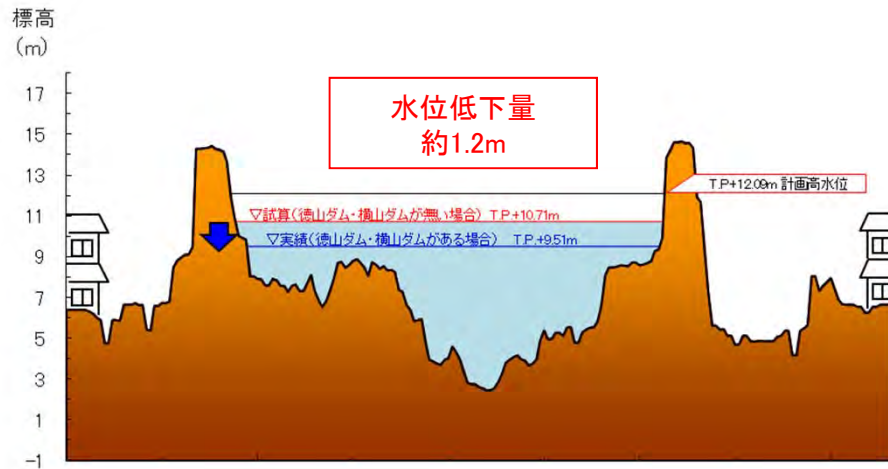 標高
(m)
水位低下量
約1.2m
17
15
13
11
9
7
5
3
1
-1
T.P+12.09m 計画高水位
▽試算(徳山ダム・横山ダムが無い場合) T.P.+10.71m
▽実績(徳山ダム・横山ダムがある場合) T.P.+9.51m